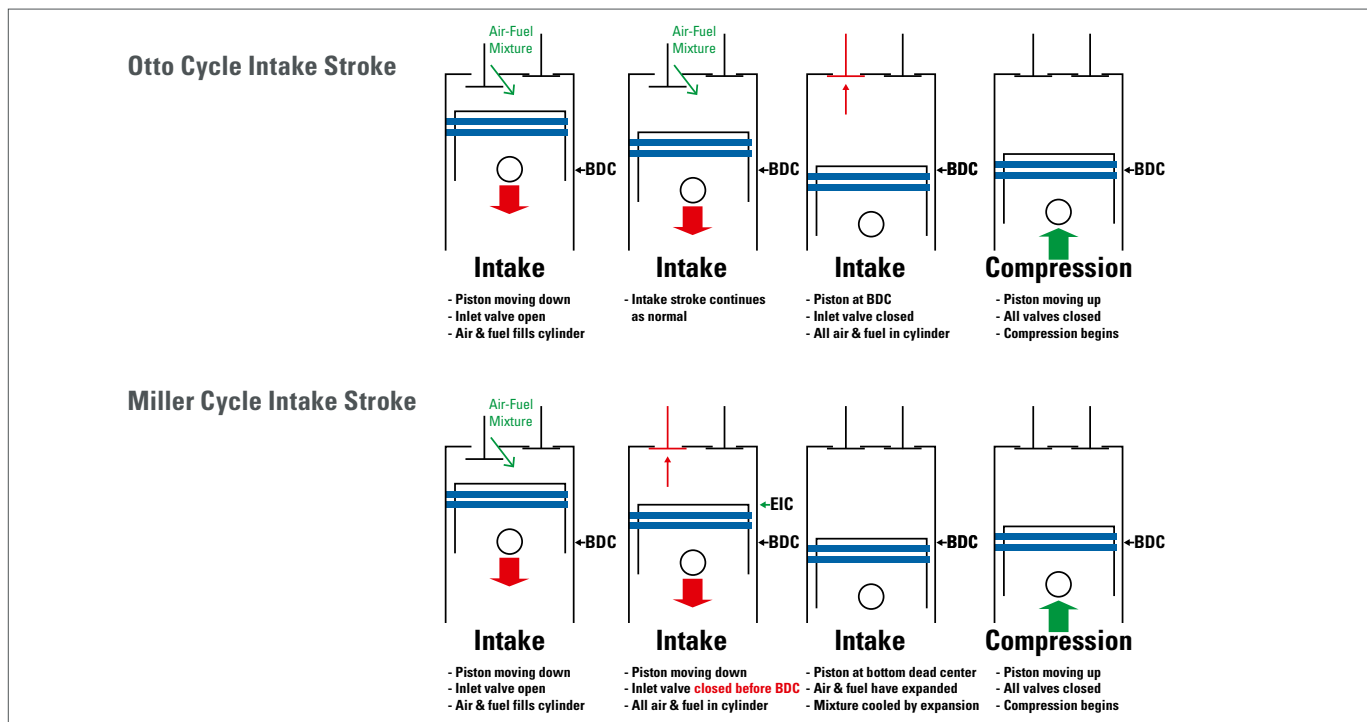 Otto Cycle Intake Stroke
Air-Fuel
Mixture
Air-Fuel
Mixture
BDC
BDC
BDC
BDC
Intake
- Piston moving down
- Inlet valve open
- Air & fuel fills cylinder
Intake
- Intake stroke continues
as normal
Intake
- Piston at BDC
- Inlet valve closed
- All air & fuel in cylinder
Compression
- Piston moving up
- All valves closed
- Compression begins
Miller Cycle Intake Stroke
Air-Fuel
Mixture
BDC
EIC
BDC
BDC
BDC
Intake
- Piston moving down
- Inlet valve open
- Air & fuel fills cylinder
Intake
- Piston moving down
- Inlet valve closed before BDC
- All air & fuel in cylinder
Intake
- Piston at bottom dead center
- Air & fuel have expanded
- Mixture cooled by expansion
Compression
- Piston moving up
- All valves closed
- Compression begins